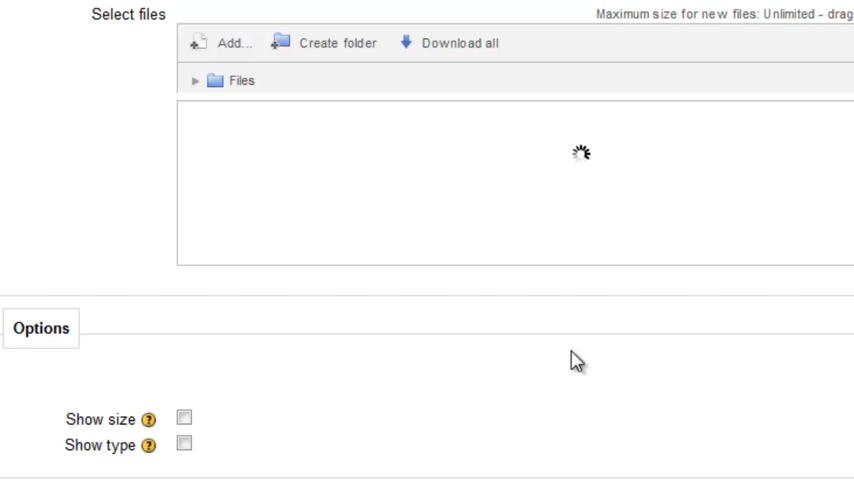 Select files
Maximum size for new files: Unlimited - drag
Add...
Create folder
Download all
Files
Options
Show size
Show type